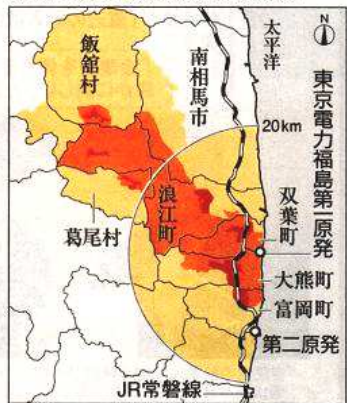 N
太平洋
東京電力福島第一原発
南相馬市
飯舘村
20km
双葉町
浪江町
葛尾村
大熊町
富岡町
第二原発
JR常磐線